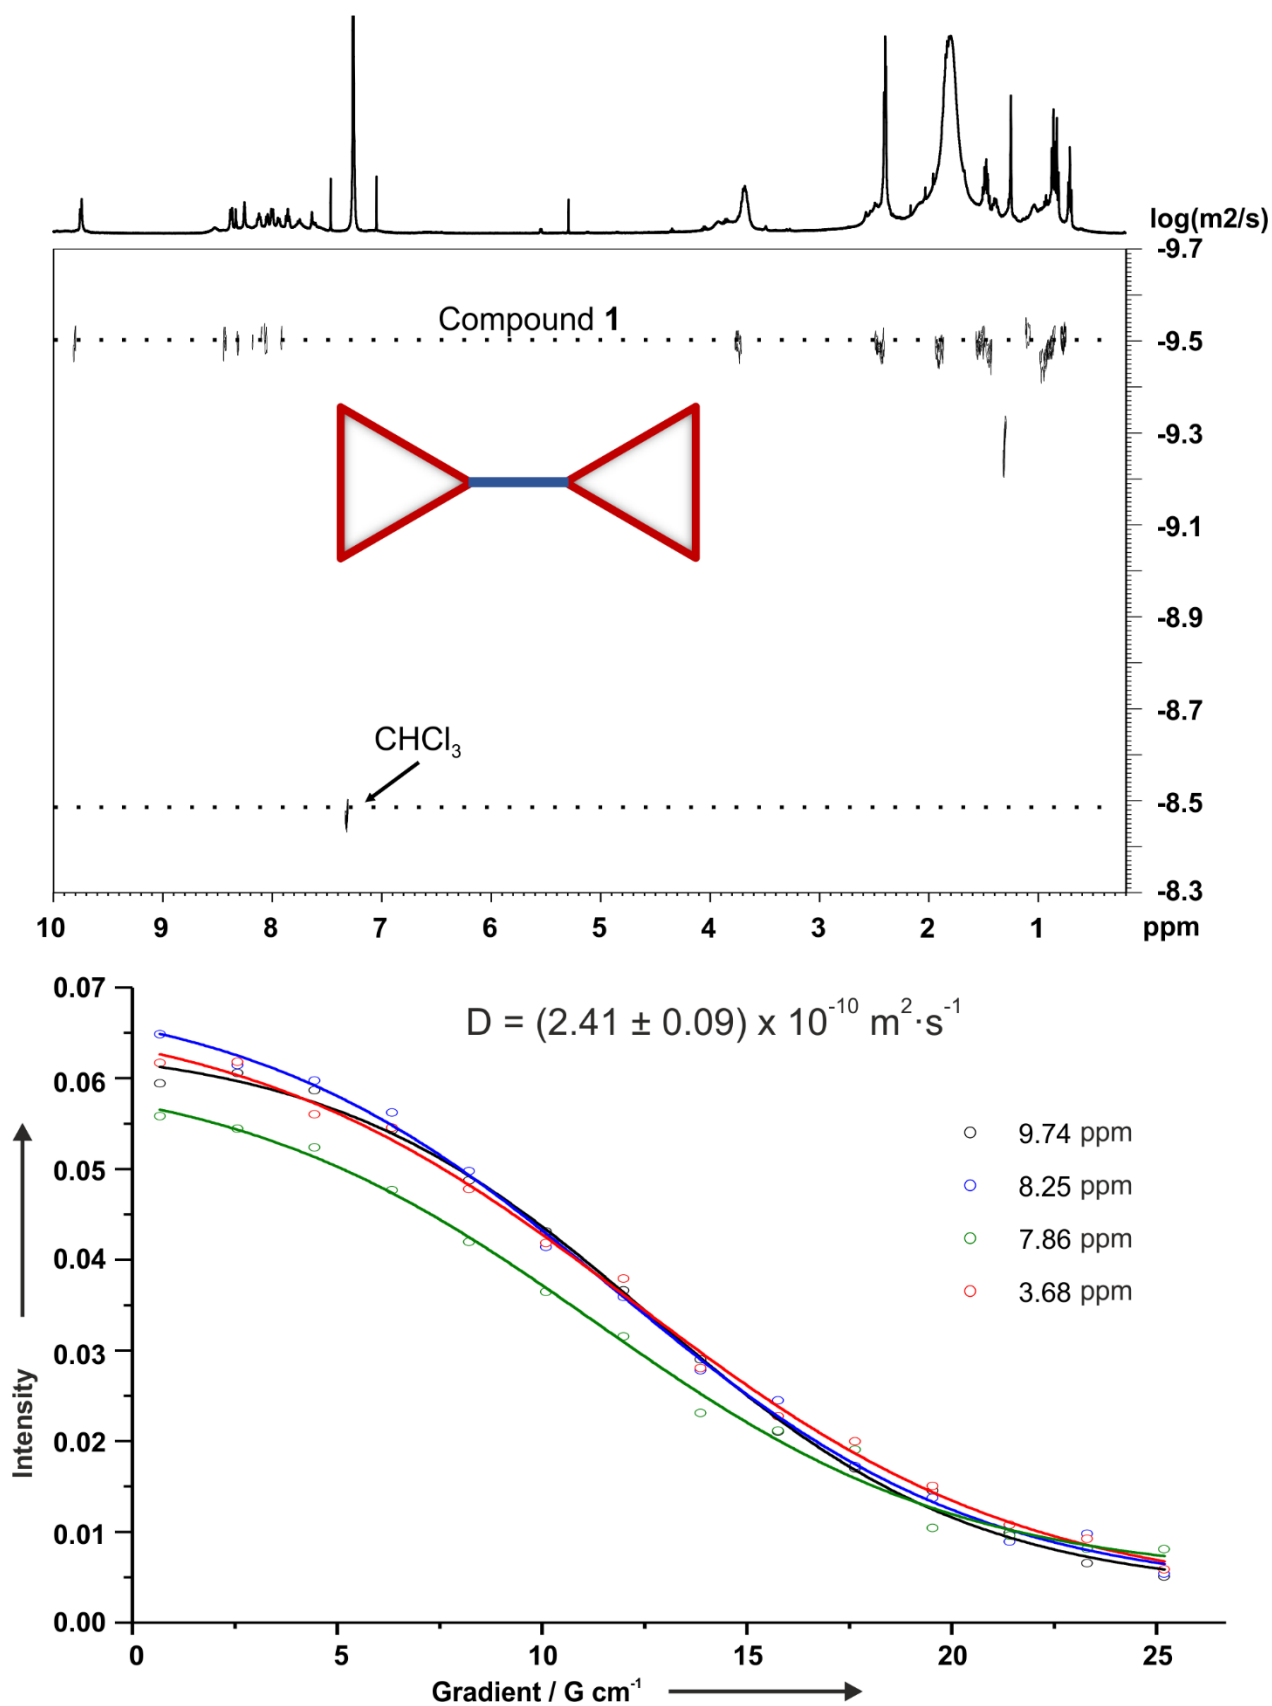 log(m2/s)
-9.7
Compound 1
-9.5
-9.3
-9.1
-8.9
-8.7
CHCl₃
-8.5
-8.3
10 9 8 7 6 5 4 3 2 1 ppm
0.07
D = (2.41 ± 0.09) x 10⁻¹⁰ m²·s⁻¹
0.06
9.74 ppm
0.05
8.25 ppm
7.86 ppm
0.04
3.68 ppm
0.03
0.02
0.01
0.00
Intensity
0 5 10 15 20 25
Gradient / G cm⁻¹